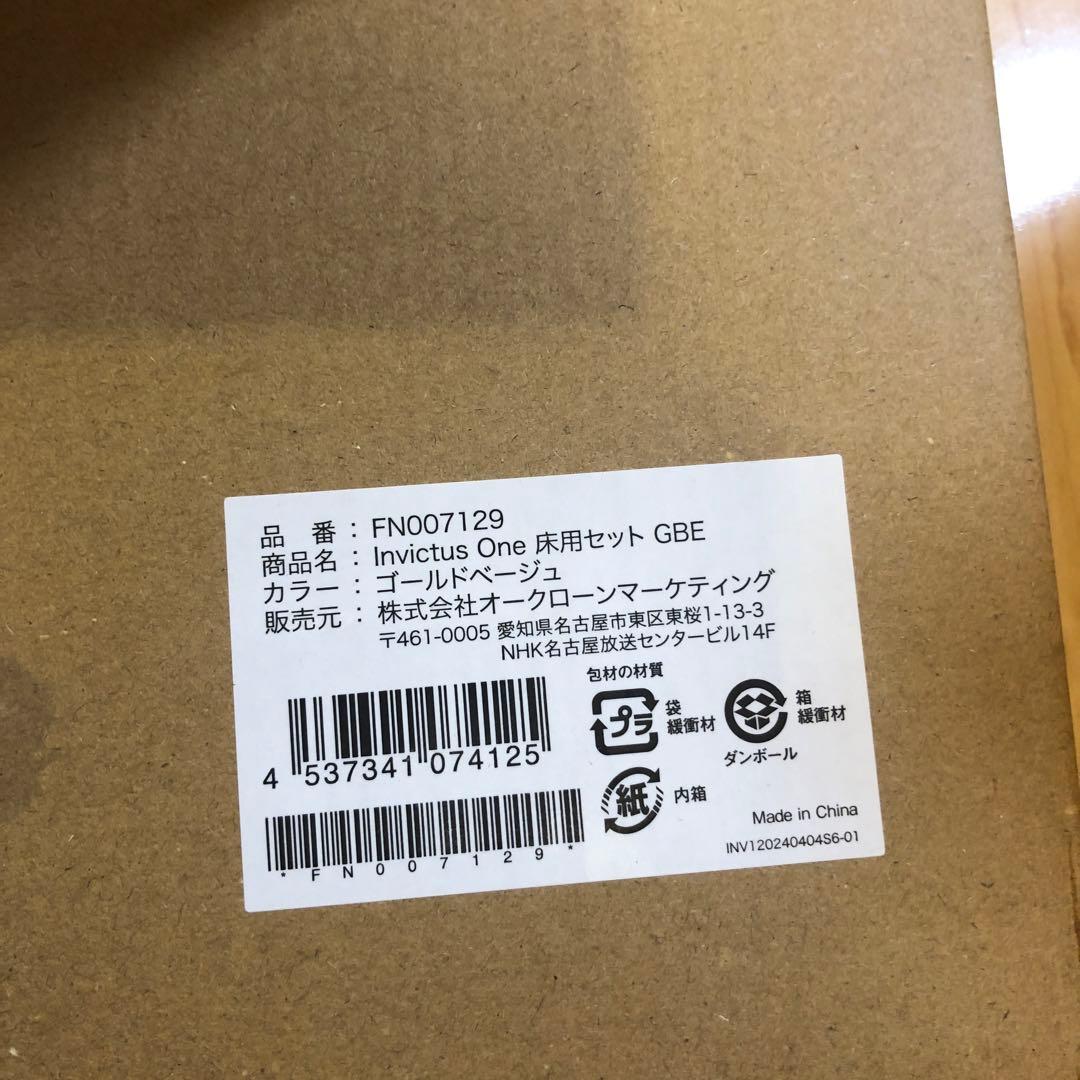 品 番 : FN007129
商品名 : Invictus One 床用セット GBE
カラー : ゴールドベージュ
販売元 : 株式会社オークローンマーケティング
〒461-0005 愛知県名古屋市東区東桜1-13-3
NHK名古屋放送センタービル14F
包材の材質
プラ 袋
緩衝材
箱
緩衝材
ダンボール
紙 内箱
4 537341 074125
*FN007129*
Made in China
INV120240404S6-01